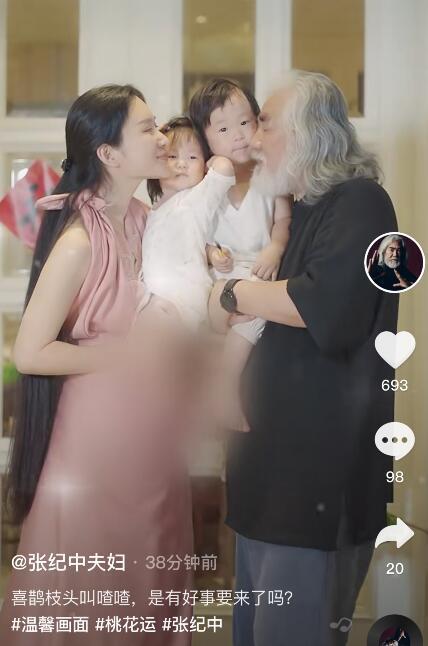 693
98
20
@张纪中夫妇 · 38分钟前
喜鹊枝头叫喳喳，是有好事要来了吗?
#温馨画面 #桃花运 #张纪中